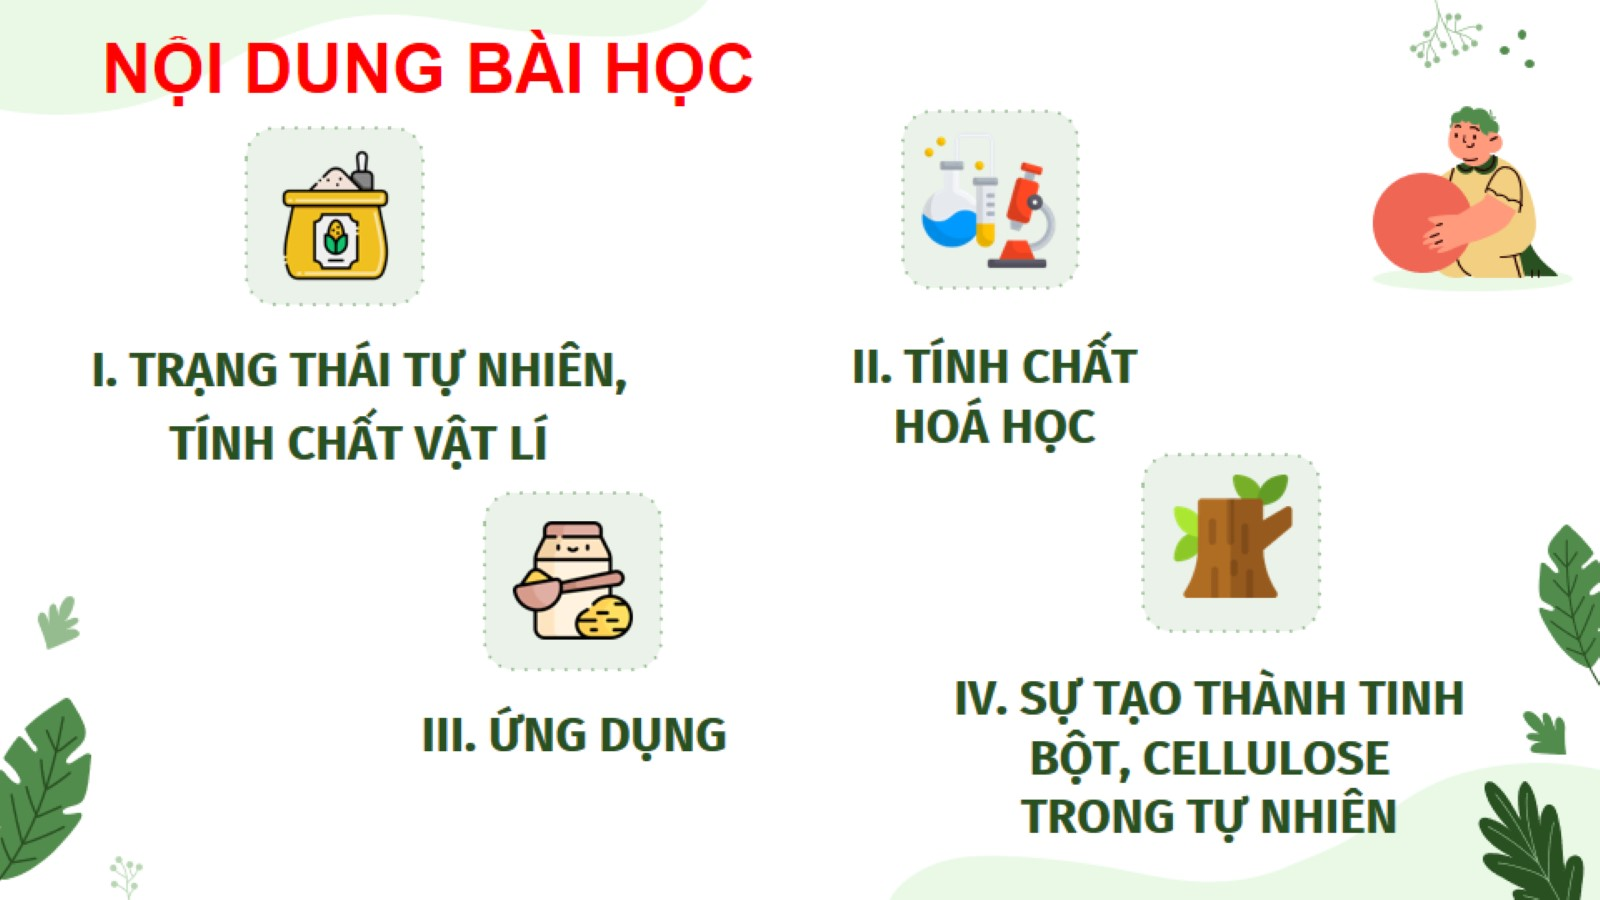 NỘI DUNG BÀI HỌC
I. TRẠNG THÁI TỰ NHIÊN,
TÍNH CHẤT VẬT LÍ
II. TÍNH CHẤT
HOÁ HỌC
III. ỨNG DỤNG
IV. SỰ TẠO THÀNH TINH
BỘT, CELLULOSE
TRONG TỰ NHIÊN